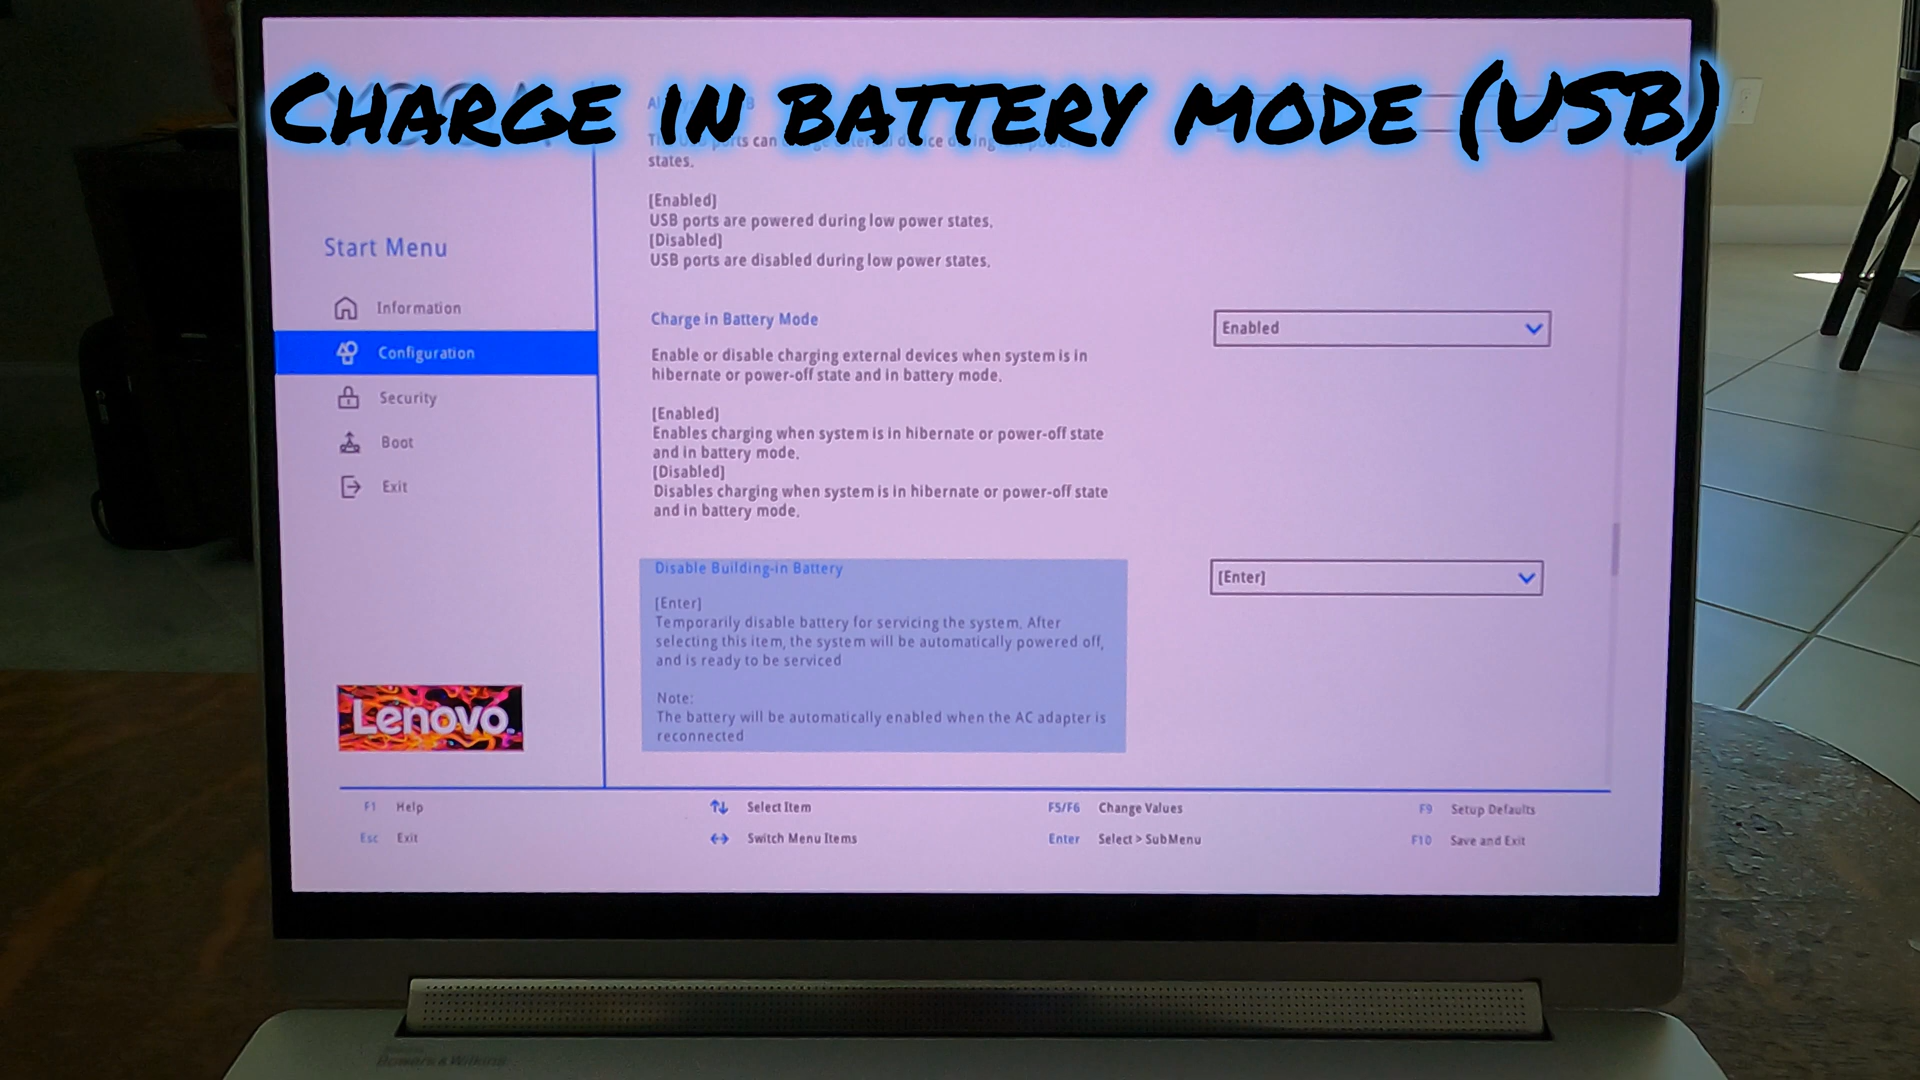 Charge in battery mode (USB)
ports can
states.
[Enabled]
USB ports are powered during low power states.
[Disabled]
USB ports are disabled during low power states.
Start Menu
Information
Configuration
Security
Boot
Exit
Charge in Battery Mode
Enabled
Enable or disable charging external devices when system is in
hibernate or power-off state and in battery mode.
[Enabled]
Enables charging when system is in hibernate or power-off state
and in battery mode.
[Disabled]
Disables charging when system is in hibernate or power-off state
and in battery mode.
Disable Building-in Battery
[Enter]
[Enter]
Temporarily disable battery for servicing the system. After
selecting this item, the system will be automatically powered off,
and is ready to be serviced
Note:
The battery will be automatically enabled when the AC adapter is
reconnected
Lenovo
F1 Help
Select Item
F5/F6 Change Values
F9 Setup Defaults
Esc Exit
Switch Menu Items
Enter Select > SubMenu
F10 Save and Exit
Bowers & Wilkins